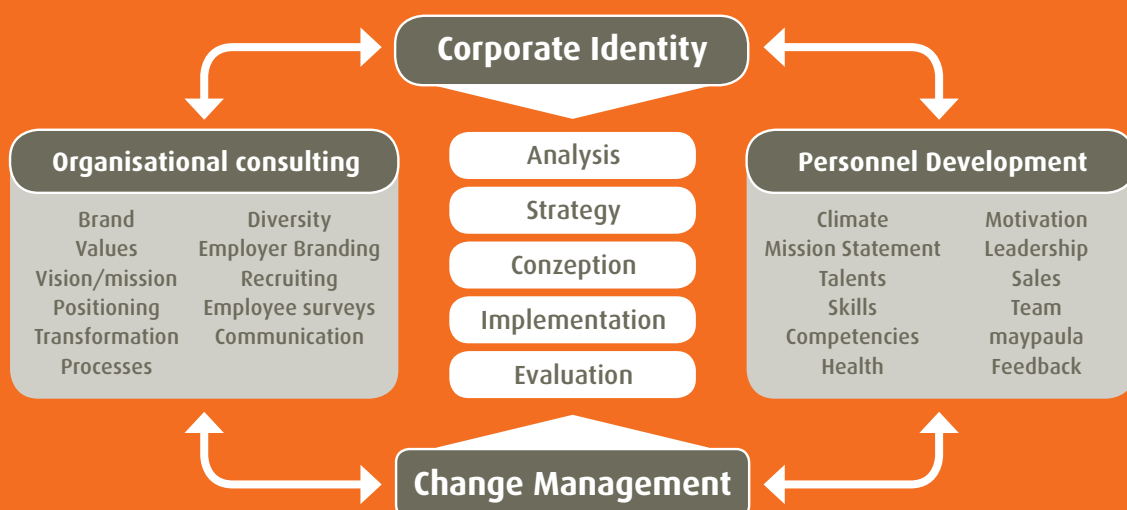 Corporate Identity
Organisational consulting
Brand
Values
Vision/mission
Positioning
Transformation
Processes
Diversity
Employer Branding
Recruiting
Employee surveys
Communication
Analysis
Strategy
Conzeption
Implementation
Evaluation
Personnel Development
Climate
Mission Statement
Talents
Skills
Competencies
Health
Motivation
Leadership
Sales
Team
maypaula
Feedback
Change Management